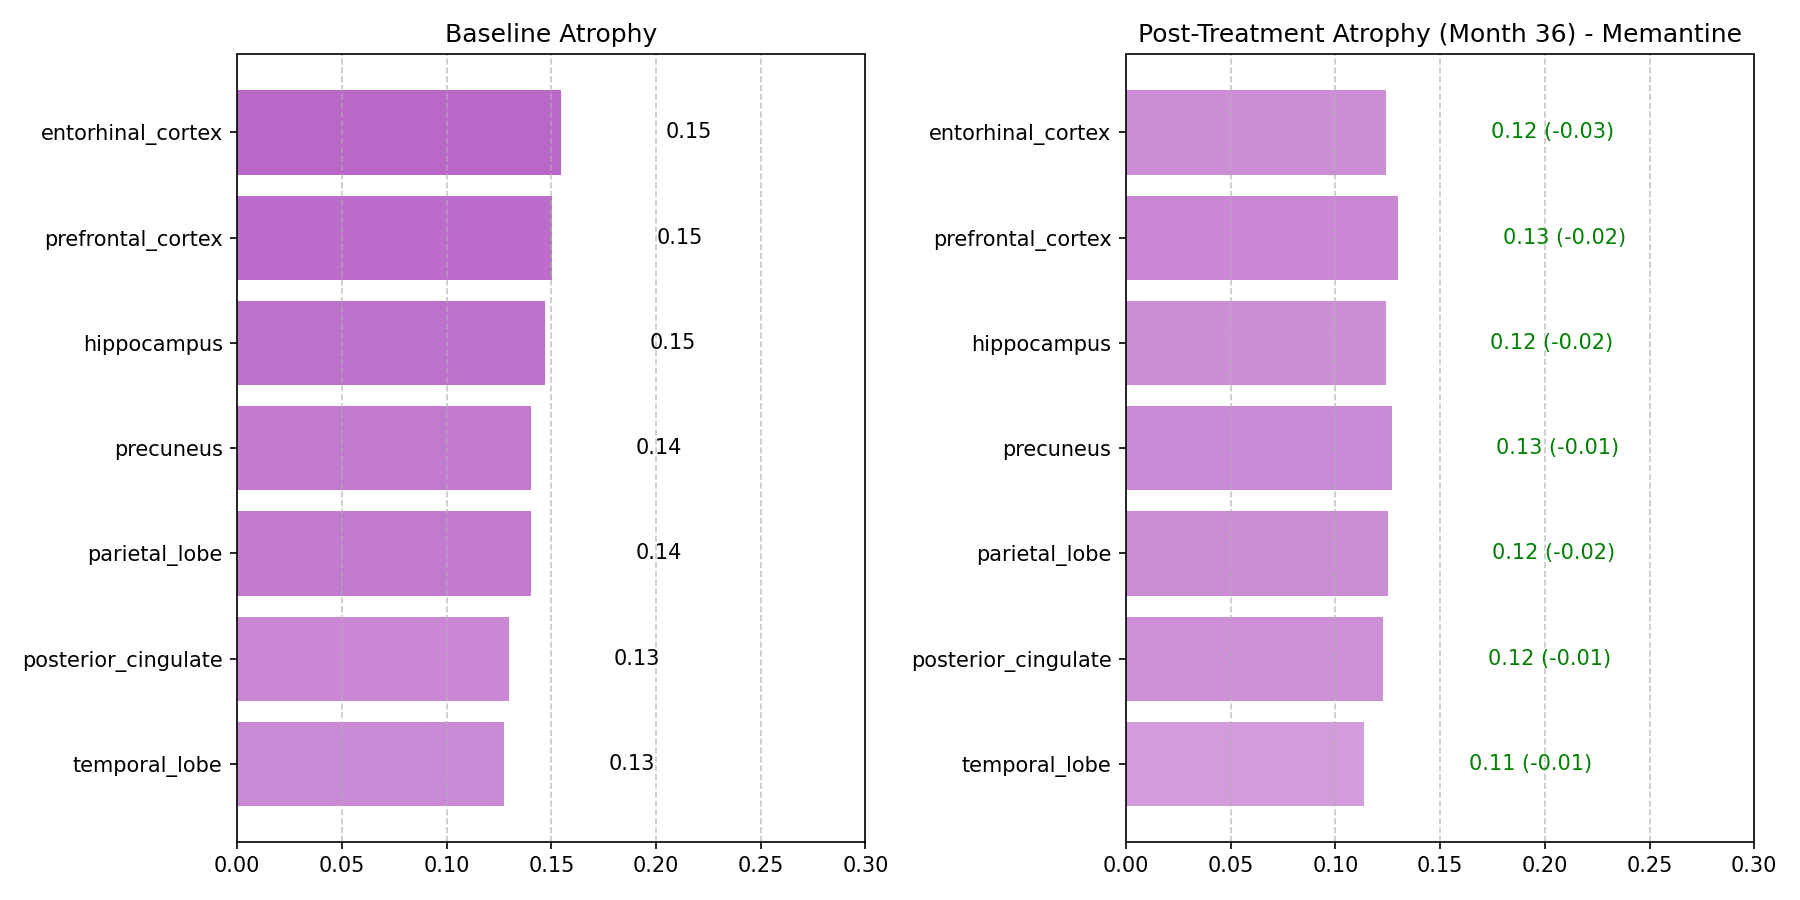 Baseline Atrophy
entorhinal_cortex 0.15
prefrontal_cortex 0.15
hippocampus 0.15
precuneus 0.14
parietal_lobe 0.14
posterior_cingulate 0.13
temporal_lobe 0.13
0.00 0.05 0.10 0.15 0.20 0.25 0.30
Post-Treatment Atrophy (Month 36) - Memantine
entorhinal_cortex 0.12 (-0.03)
prefrontal_cortex 0.13 (-0.02)
hippocampus 0.12 (-0.02)
precuneus 0.13 (-0.01)
parietal_lobe 0.12 (-0.02)
posterior_cingulate 0.12 (-0.01)
temporal_lobe 0.11 (-0.01)
0.00 0.05 0.10 0.15 0.20 0.25 0.30